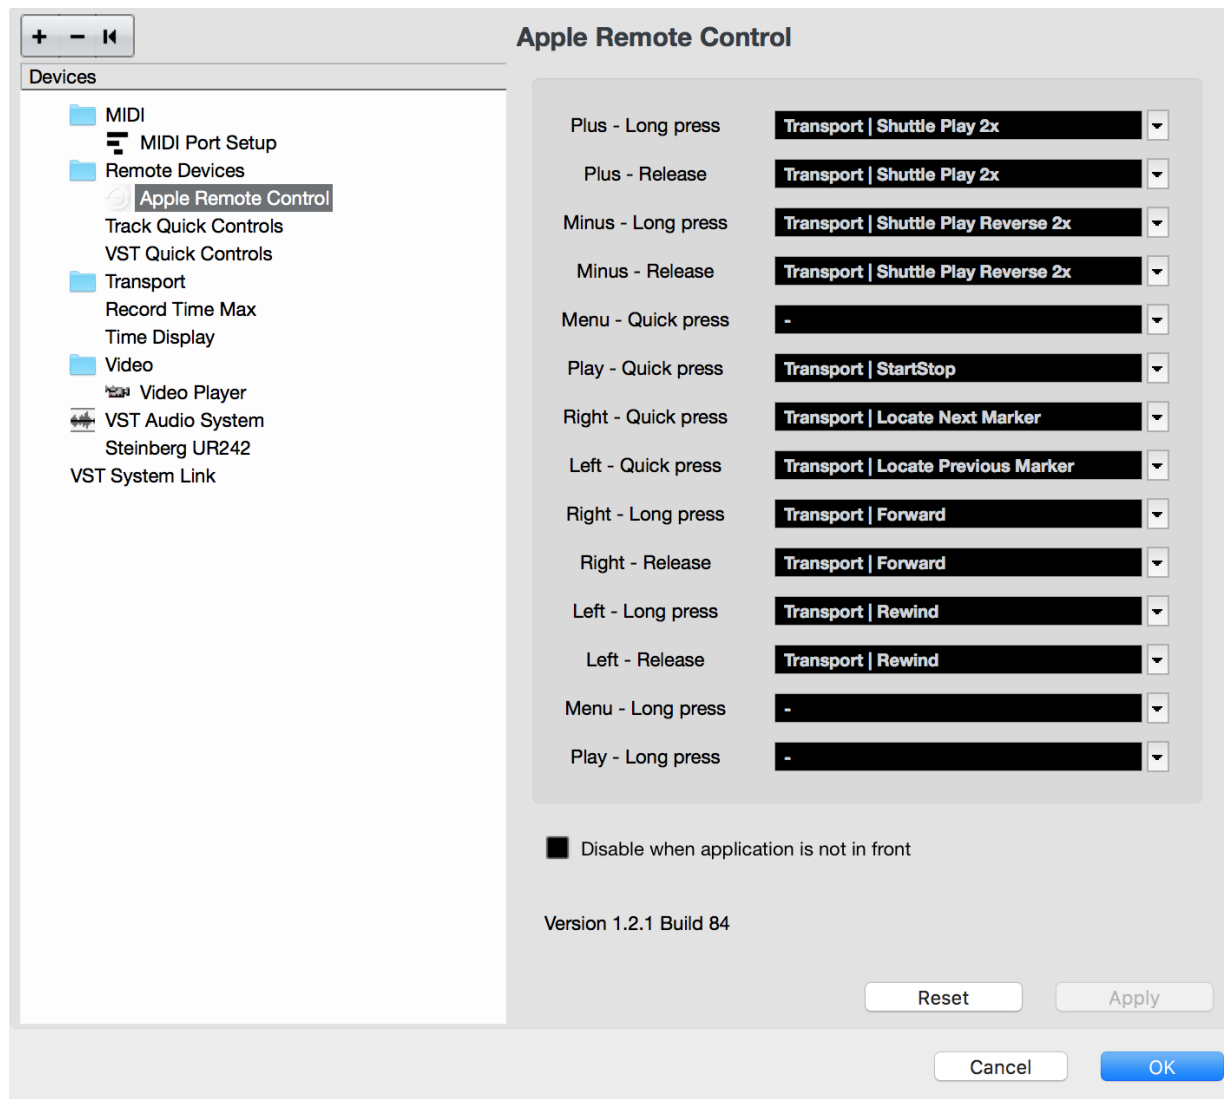 Apple Remote Control
Devices
MIDI
MIDI Port Setup
Remote Devices
Apple Remote Control
Track Quick Controls
VST Quick Controls
Transport
Record Time Max
Time Display
Video
Video Player
VST Audio System
Steinberg UR242
VST System Link
Plus - Long press Transport | Shuttle Play 2x
Plus - Release Transport | Shuttle Play 2x
Minus - Long press Transport | Shuttle Play Reverse 2x
Minus - Release Transport | Shuttle Play Reverse 2x
Menu - Quick press -
Play - Quick press Transport | StartStop
Right - Quick press Transport | Locate Next Marker
Left - Quick press Transport | Locate Previous Marker
Right - Long press Transport | Forward
Right - Release Transport | Forward
Left - Long press Transport | Rewind
Left - Release Transport | Rewind
Menu - Long press -
Play - Long press -
Disable when application is not in front
Version 1.2.1 Build 84
Reset Apply
Cancel OK